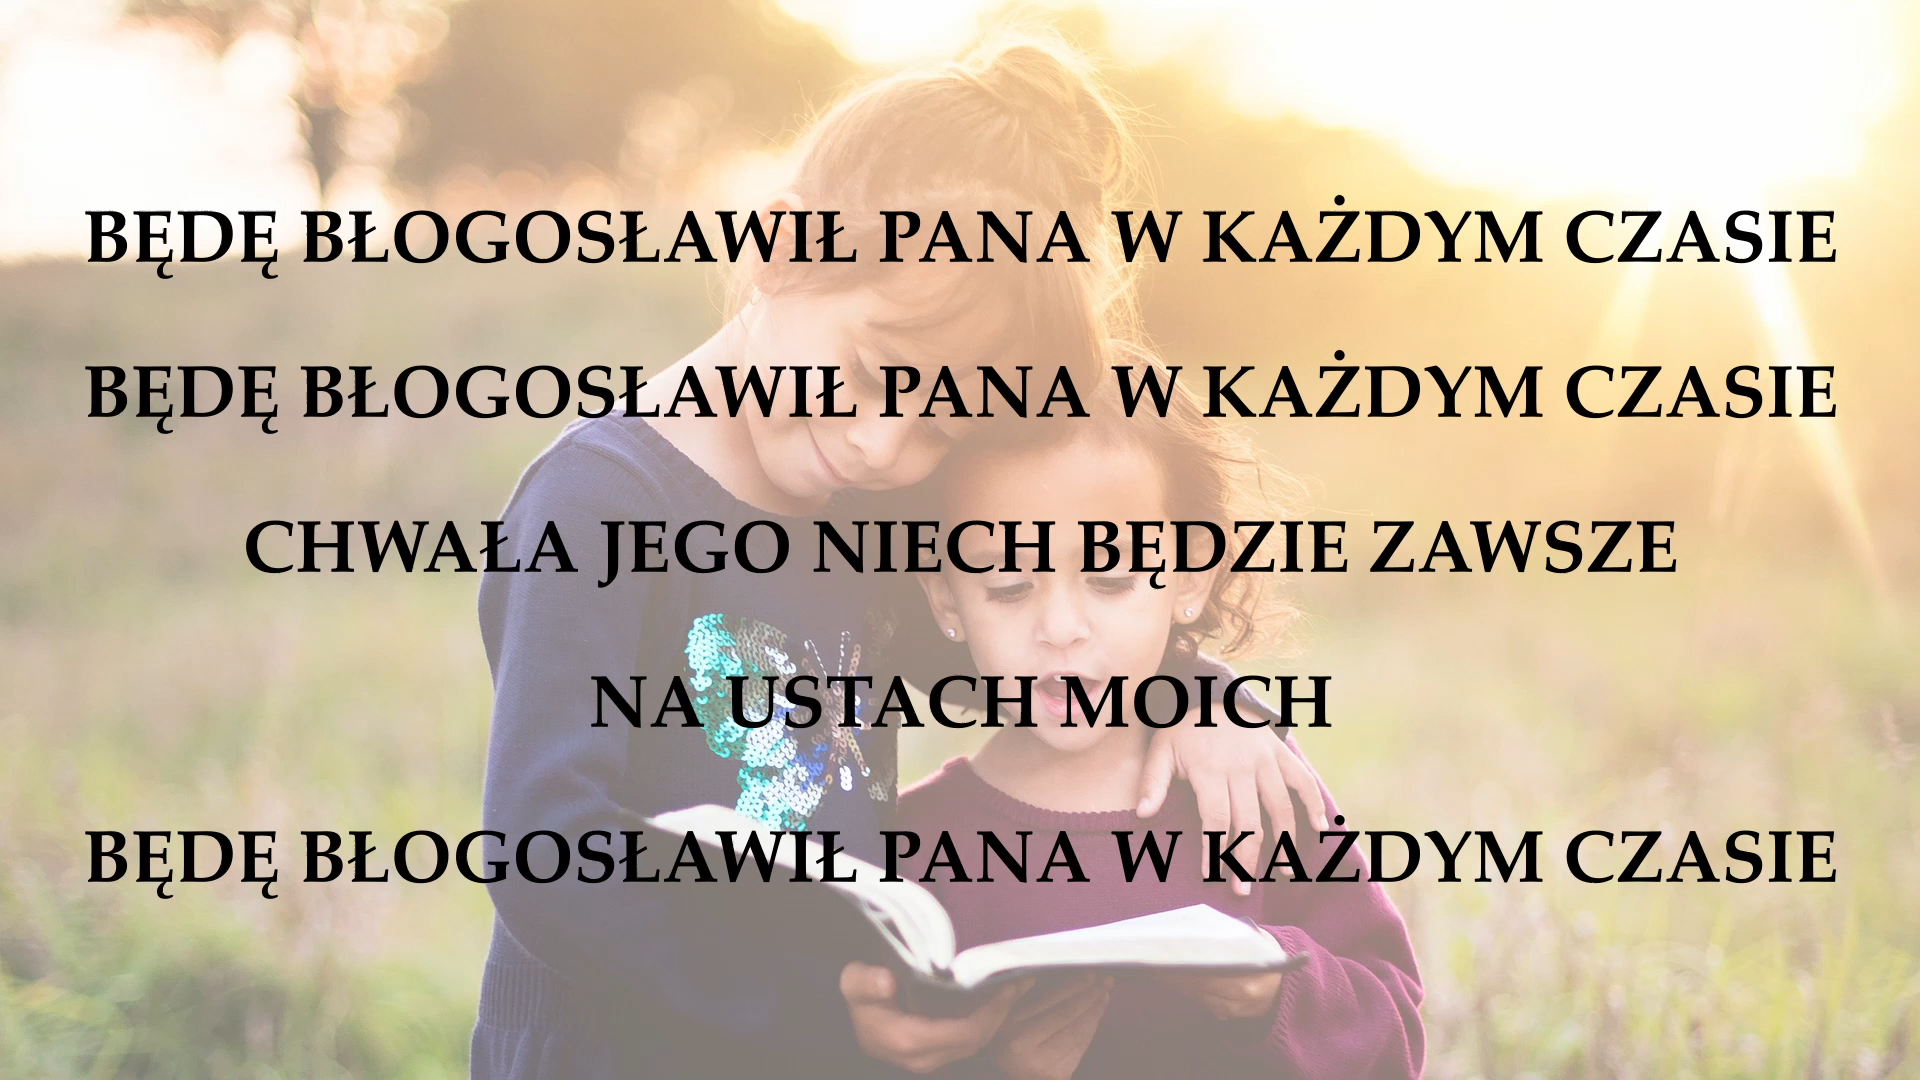 BĘDĘ BŁOGOSŁAWIŁ PANA W KAŻDYM CZASIE
BĘDĘ BŁOGOSŁAWIŁ PANA W KAŻDYM CZASIE
CHWAŁA JEGO NIECH BĘDZIE ZAWSZE
NA USTACH MOICH
BĘDĘ BŁOGOSŁAWIŁ PANA W KAŻDYM CZASIE